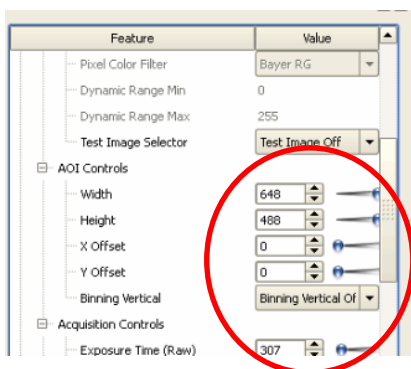 Feature Value
Pixel Color Filter Bayer RG
Dynamic Range Min 0
Dynamic Range Max 255
Test Image Selector Test Image Off
AOI Controls
Width 648
Height 488
X Offset 0
Y Offset 0
Binning Vertical Binning Vertical Of
Acquisition Controls
Exposure Time (Raw) 307